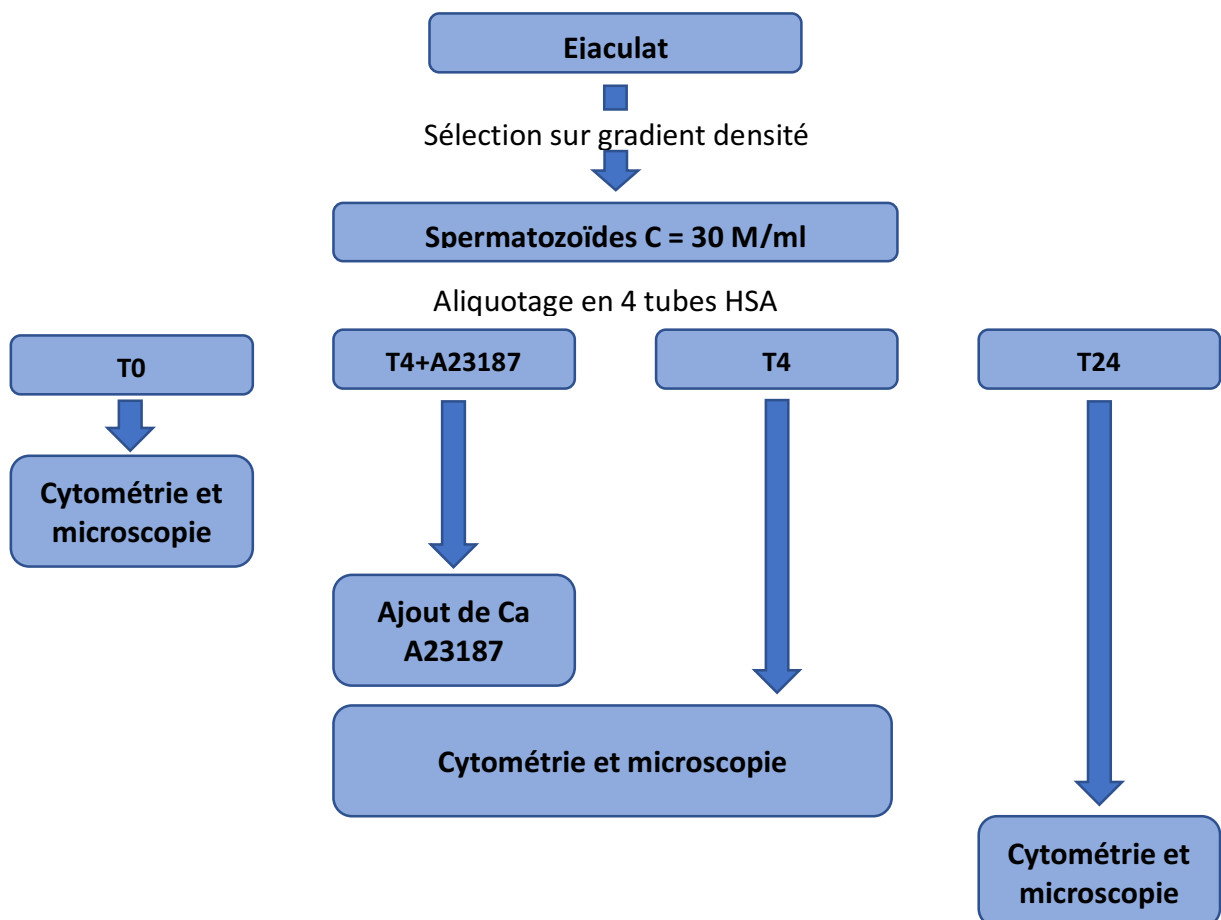 Ejaculat
Sélection sur gradient densité
Spermatozoïdes C = 30 M/ml
Aliquotage en 4 tubes HSA
T0
T4+A23187
T4
T24
Cytométrie et
microscopie
Ajout de Ca
A23187
Cytométrie et microscopie
Cytométrie et
microscopie